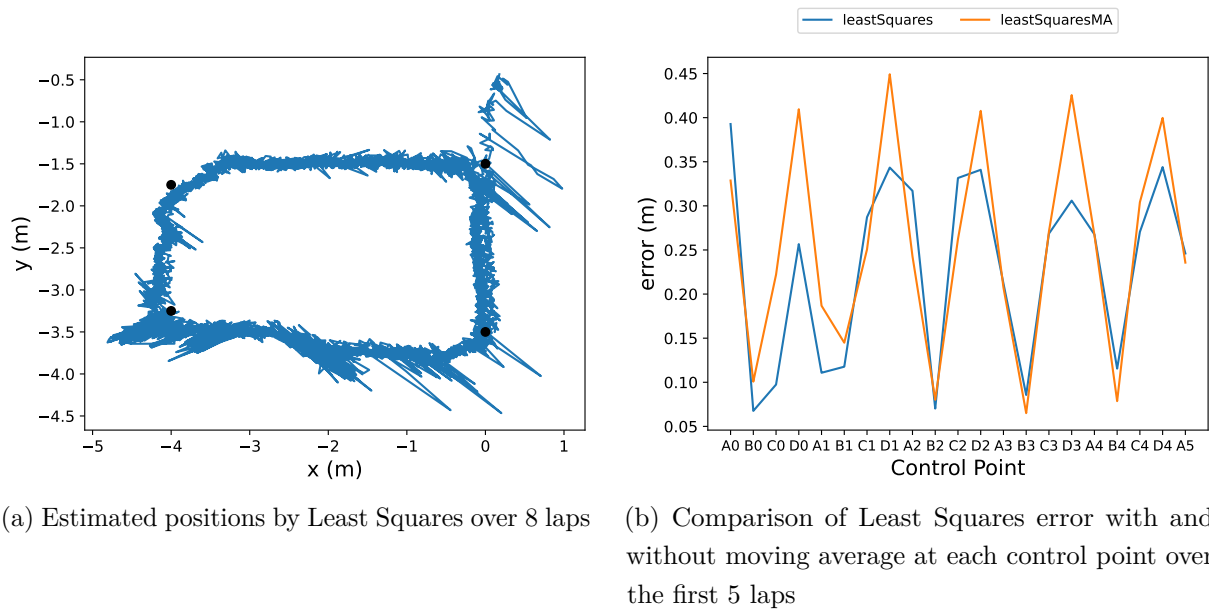 leastSquares leastSquaresMA
−0.5
−1.0
−1.5
−2.0
−2.5
−3.0
−3.5
−4.0
−4.5
y (m)
−5 −4 −3 −2 −1 0 1
x (m)
0.45
0.40
0.35
0.30
0.25
0.20
0.15
0.10
0.05
error (m)
A0 B0 C0 D0 A1 B1 C1 D1 A2 B2 C2 D2 A3 B3 C3 D3 A4 B4 C4 D4 A5
Control Point
(a) Estimated positions by Least Squares over 8 laps
(b) Comparison of Least Squares error with and
without moving average at each control point over
the first 5 laps